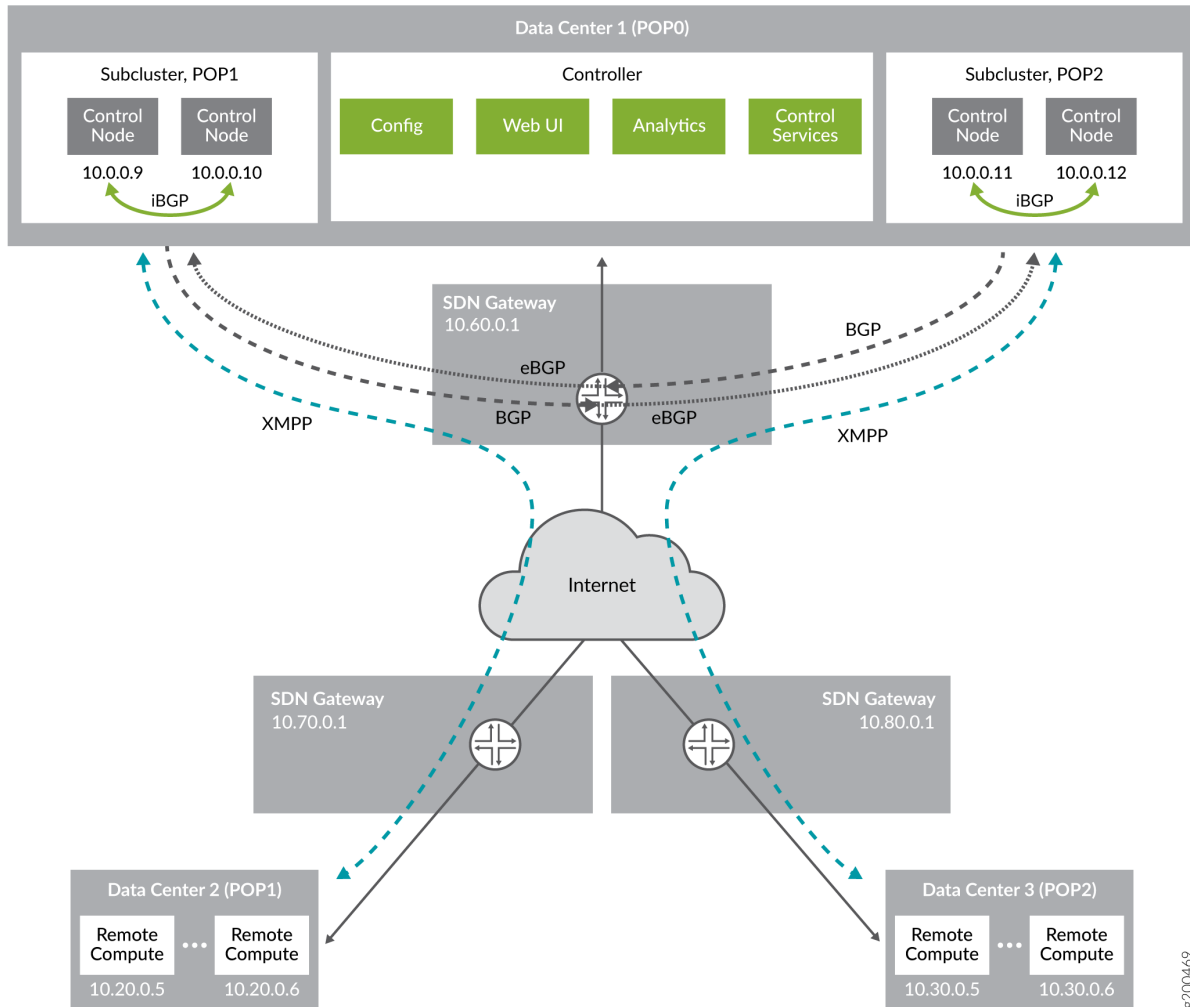 Data Center 1 (POP0)
Subcluster, POP1
Control
Node
Control
Node
10.0.0.9
10.0.0.10
iBGP
Controller
Config
Web UI
Analytics
Control
Services
Subcluster, POP2
Control
Node
Control
Node
10.0.0.11
10.0.0.12
iBGP
SDN Gateway
10.60.0.1
BGP
eBGP
BGP
eBGP
XMPP
XMPP
Internet
SDN Gateway
10.70.0.1
SDN Gateway
10.80.0.1
Data Center 2 (POP1)
Remote
Compute
...
Remote
Compute
10.20.0.5
10.20.0.6
Data Center 3 (POP2)
Remote
Compute
...
Remote
Compute
10.30.0.5
10.30.0.6
g200469